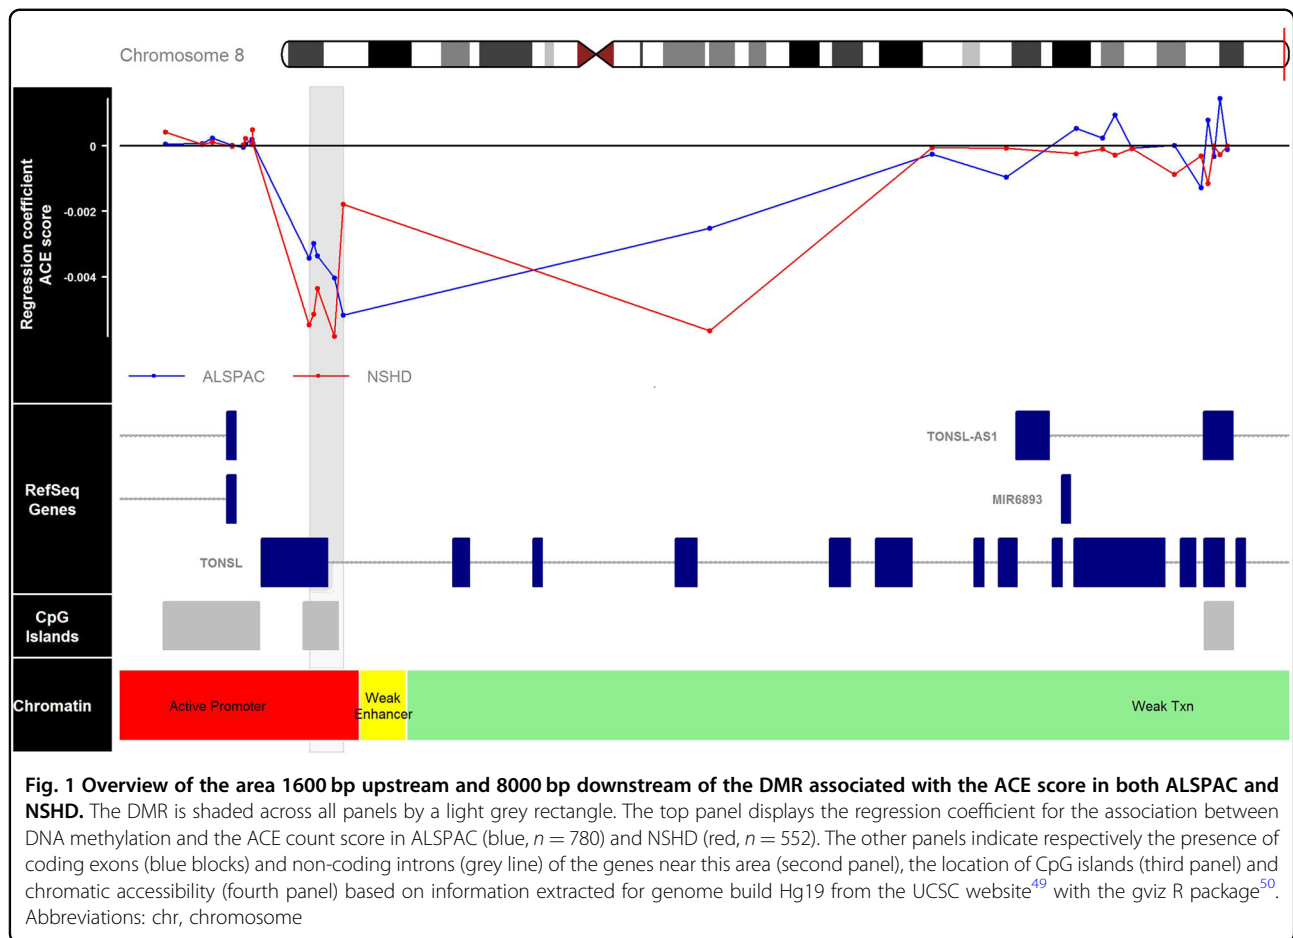 Chromosome 8
Regression coefficient
ACE score
0
-0.002
-0.004
ALSPAC
NSHD
RefSeq
Genes
TONSL-AS1
MIR6893
TONSL
CpG
Islands
Chromatin
Active Promoter
Weak
Enhancer
Weak Txn
Fig. 1 Overview of the area 1600 bp upstream and 8000 bp downstream of the DMR associated with the ACE score in both ALSPAC and
NSHD. The DMR is shaded across all panels by a light grey rectangle. The top panel displays the regression coefficient for the association between
DNA methylation and the ACE count score in ALSPAC (blue, n = 780) and NSHD (red, n = 552). The other panels indicate respectively the presence of
coding exons (blue blocks) and non-coding introns (grey line) of the genes near this area (second panel), the location of CpG islands (third panel) and
chromatic accessibility (fourth panel) based on information extracted for genome build Hg19 from the UCSC website49 with the gviz R package50.
Abbreviations: chr, chromosome